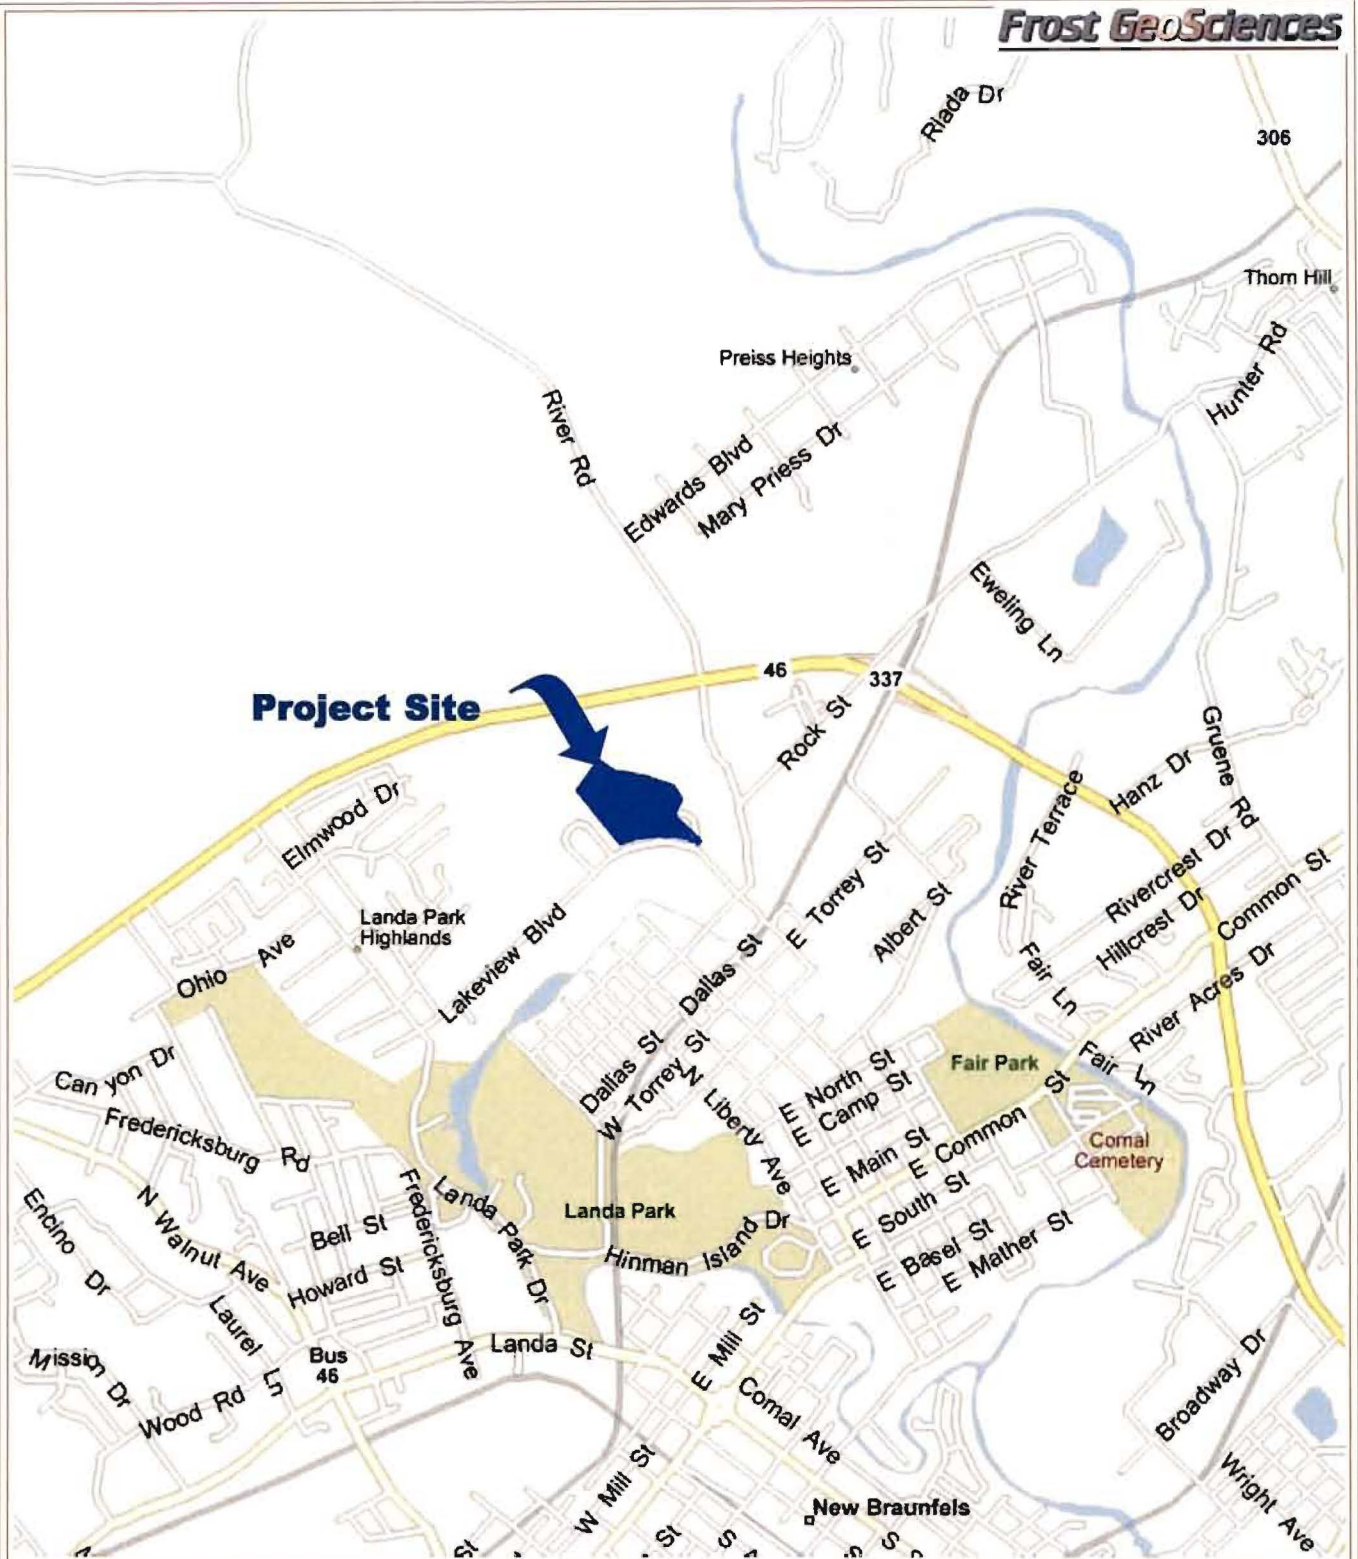 Frost GeoSciences
Riada Dr
306
Thorn Hill
Preiss Heights
Hunter Rd
River Rd
Edwards Blvd
Mary Priess Dr
Eweling Ln
46
337
Project Site
Rock St
Gruene Rd
Hanz Dr
River Terrace
Elmwood Dr
Rivercrest Dr
Hillcrest Dr
Common St
E Torrey St
Albert St
Landa Park
Highlands
Lakeview Blvd
Ohio Ave
Dallas St
Fair Ln
River Acres Dr
Dallas St
W Torrey St
N Liberty Ave
E North St
E Camp St
Fair Park
Fair Ln
Canyon Dr
Fredericksburg Rd
E Main St
E Common St
Comal
Cemetery
Encino Dr
N Walnut Ave
Bell St
Howard St
Fredericksburg Ave
Landa Park Dr
Landa Park
Hinman Island Dr
E South St
E Basel St
E Mather St
Laurel Ln
Mission Dr
Wood Rd
Bus
46
Landa St
E Mill St
Comal Ave
Broadway Dr
Wright Ave
W Mill St
New Braunfels
St
St
S
S